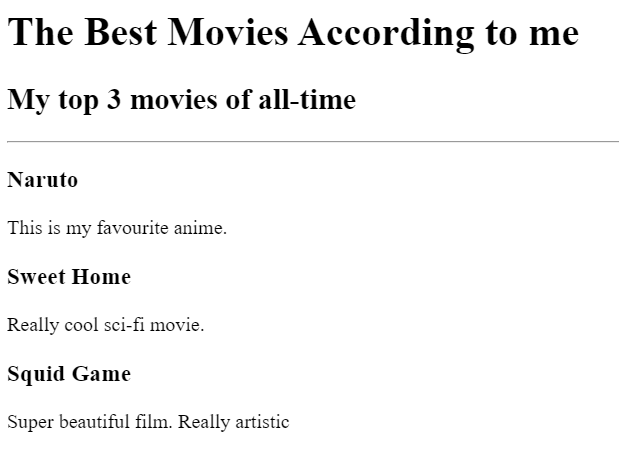 The Best Movies According to me
My top 3 movies of all-time
Naruto
This is my favourite anime.
Sweet Home
Really cool sci-fi movie.
Squid Game
Super beautiful film. Really artistic